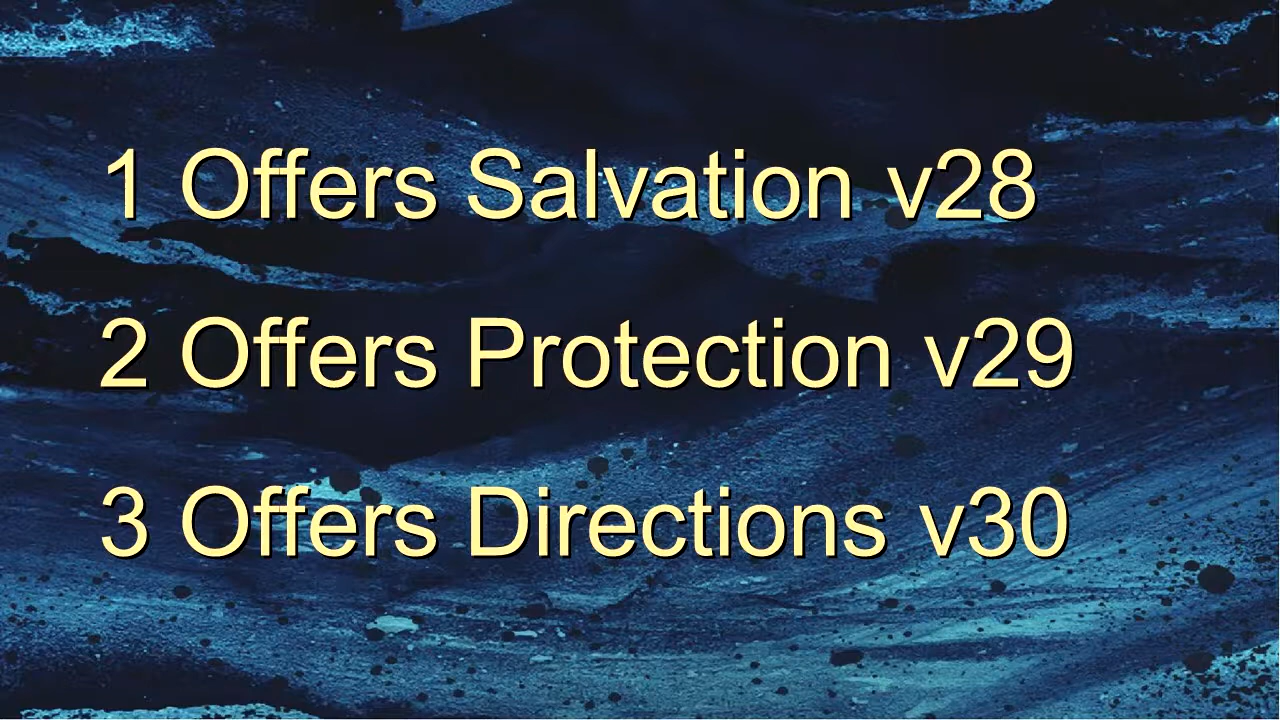 1 Offers Salvation v28
2 Offers Protection v29
3 Offers Directions v30